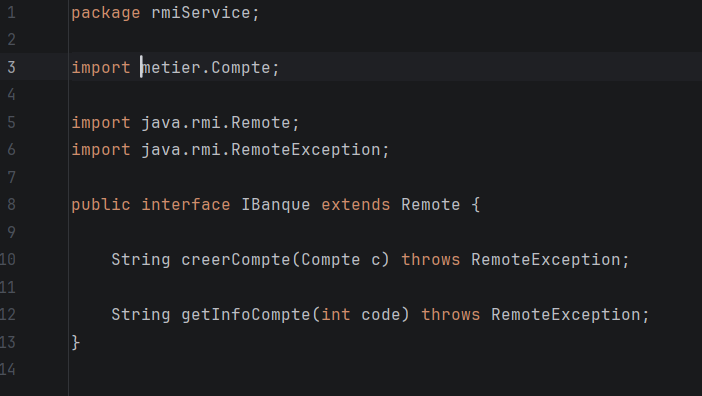 1 package rmiService;
2
3 import metier.Compte;
4
5 import java.rmi.Remote;
6 import java.rmi.RemoteException;
7
8 public interface IBanque extends Remote {
9
10 String creerCompte(Compte c) throws RemoteException;
11
12 String getInfoCompte(int code) throws RemoteException;
13 }
14